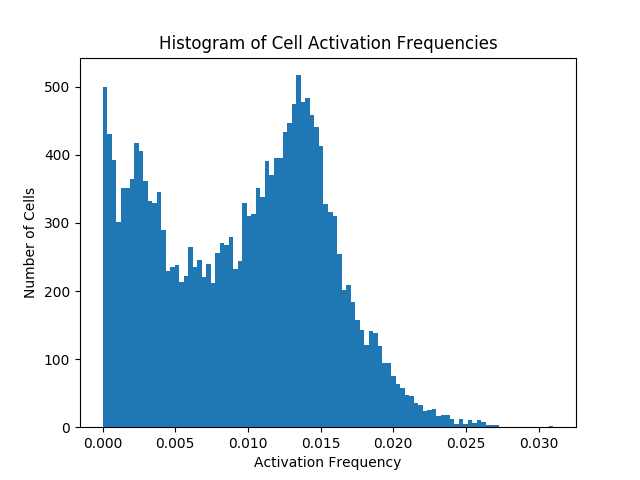 Histogram of Cell Activation Frequencies
500
400
300
200
100
0
Number of Cells
0.000 0.005 0.010 0.015 0.020 0.025 0.030
Activation Frequency